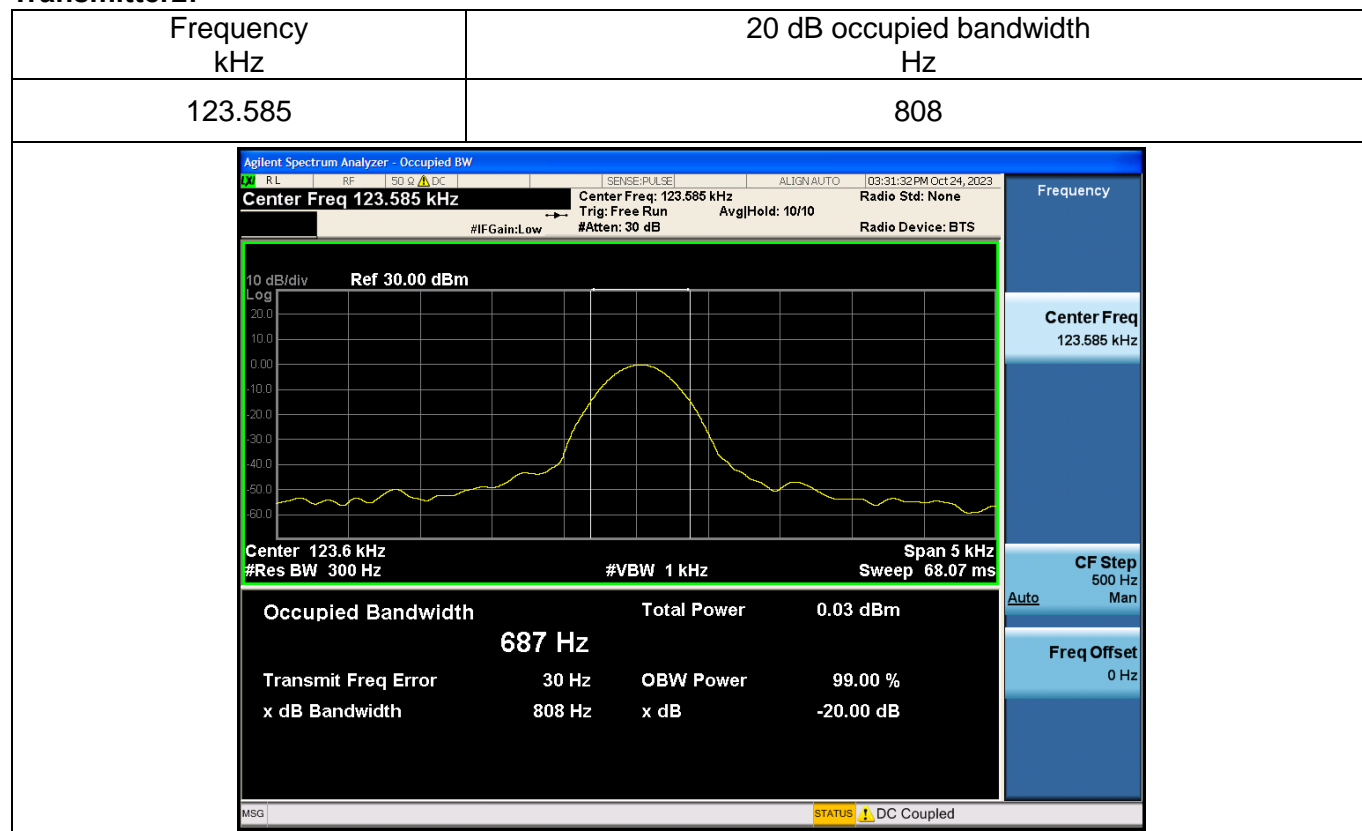 Frequency
kHz
20 dB occupied bandwidth
Hz
123.585
808
Agilent Spectrum Analyzer - Occupied BW
LXI RL RF 50 Ω DC SENSE:PULSE ALIGN AUTO 03:31:32 PM Oct 24, 2023
Center Freq 123.585 kHz
Center Freq: 123.585 kHz
Radio Std: None
Trig: Free Run
Avg|Hold: 10/10
#IFGain:Low
#Atten: 30 dB
Radio Device: BTS
10 dB/div
Ref 30.00 dBm
Log
20.0
10.0
0.00
-10.0
-20.0
-30.0
-40.0
-50.0
-60.0
Center 123.6 kHz
Span 5 kHz
#Res BW 300 Hz
#VBW 1 kHz
Sweep 68.07 ms
Occupied Bandwidth
Total Power
0.03 dBm
687 Hz
Transmit Freq Error
30 Hz
OBW Power
99.00 %
x dB Bandwidth
808 Hz
x dB
-20.00 dB
MSG
STATUS
DC Coupled
Frequency
Center Freq
123.585 kHz
CF Step
500 Hz
Auto Man
Freq Offset
0 Hz